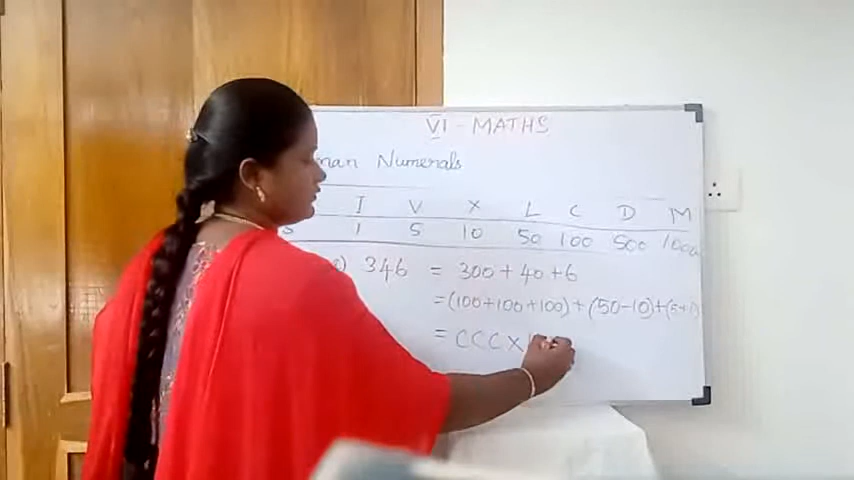 VI - MATHS
man Numerals
I V X L C D M
1 5 10 50 100 500 1000
346 = 300 + 40 + 6
= (100 + 100 + 100) + (50 - 10) + (5 + 1)
= CCCX